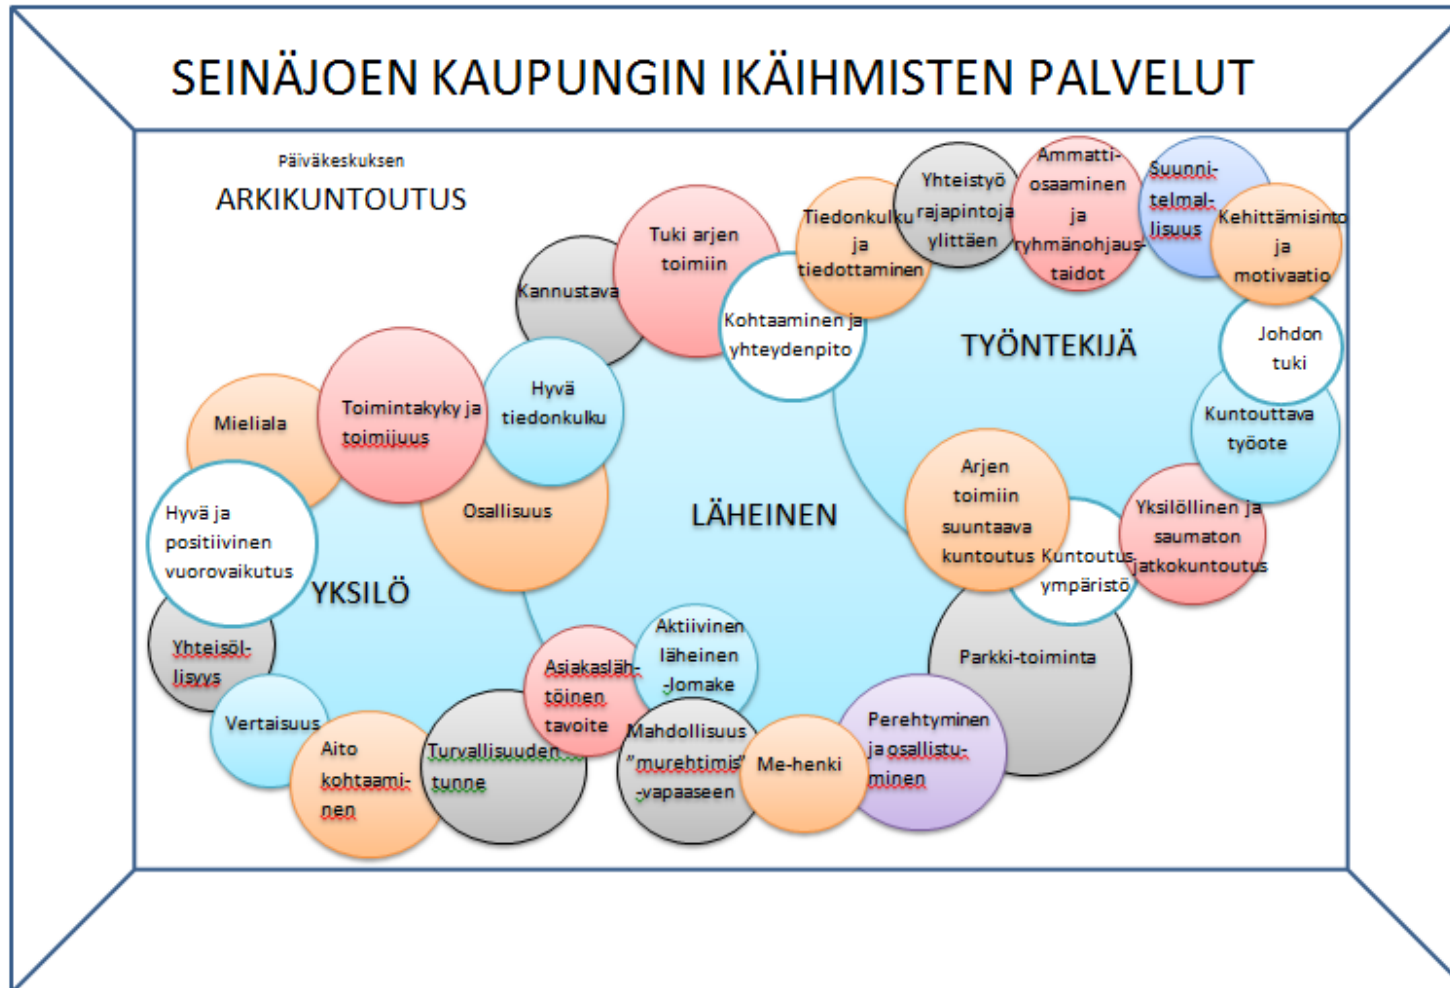 SEINÄJOEN KAUPUNGIN IKÄIHMISTEN PALVELUT
Päiväkeskuksen
ARKIKUNTOUTUS
Kannustava
Tuki arjen
toimiin
Kohtaaminen ja
yhteydenpito
Tiedonkulku
ja
tiedottaminen
Yhteistyö
rajapintoja
ylittäen
Ammatti-
osaaminen
ja
ryhmänohjaus-
taidot
Suunni-
telmal-
lisuus
Kehittämisinto
ja
motivaatio
Johdon
tuki
Kuntouttava
työote
TYÖNTEKIJÄ
Mieliala
Toimintakyky ja
toimijuus
Hyvä
tiedonkulku
Osallisuus
LÄHEINEN
Arjen
toimiin
suuntaava
kuntoutus
Kuntoutus
ympäristö
Yksilöllinen ja
saumaton
jatkokuntoutus
Hyvä ja
positiivinen
vuorovaikutus
YKSILÖ
Yhteisöl-
lisyys
Vertaisuus
Aito
kohtaami-
nen
Turvallisuuden
tunne
Asiakasläh-
töinen
tavoite
Aktiivinen
läheinen
-lomake
Mahdollisuus
”murehtimis”
-vapaaseen
Me-henki
Perehtyminen
ja osallistu-
minen
Parkki-toiminta